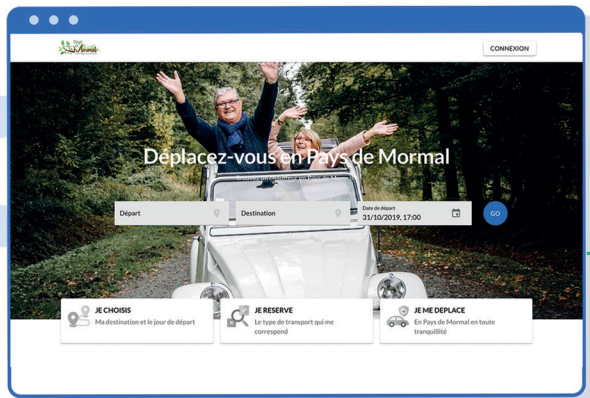 Pays
Mormal
CONNEXION
Déplacez-vous en Pays de Mormal
Départ
Destination
Date de départ
31/10/2019, 17:00
GO
JE CHOISIS
Ma destination et le jour de départ
JE RESERVE
Le type de transport qui me
correspond
JE ME DEPLACE
En Pays de Mormal en toute
tranquillité